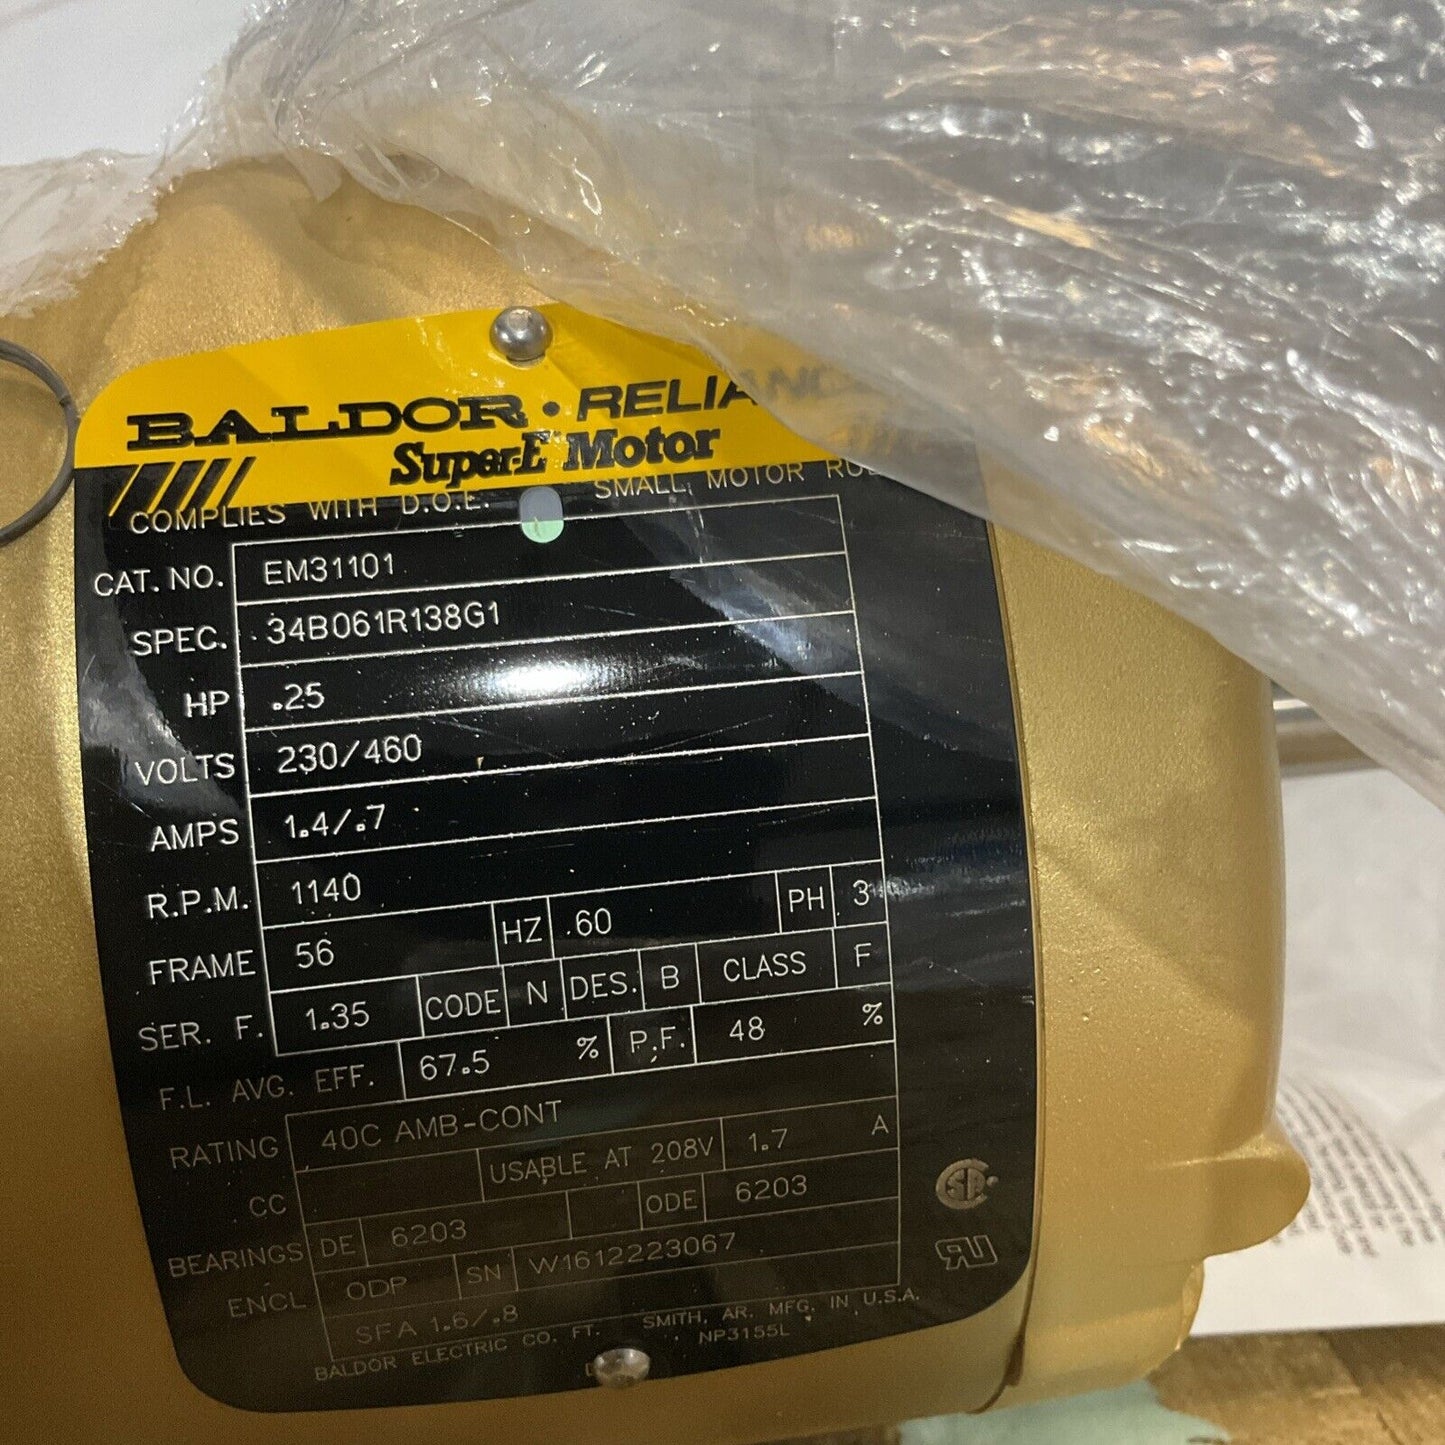 BALDOR · RELIANCE
Super-E Motor
COMPLIES WITH D.O.E. SMALL MOTOR
CAT. NO. EM31101
SPEC. 34B061R138G1
HP .25
VOLTS 230/460
AMPS 1.4/.7
R.P.M. 1140
FRAME 56 HZ 60 PH 3
SER. F. 1.35 CODE N DES. B CLASS F
F.L. AVG. EFF. 67.5 % P.F. 48 %
RATING 40C AMB-CONT
CC USABLE AT 208V 1.7 A
BEARINGS DE 6203 ODE 6203
ENCL ODP SN W1612223067
SFA 1.6/.8
BALDOR ELECTRIC CO. FT. SMITH, AR. MFG. IN U.S.A.
NP3155L